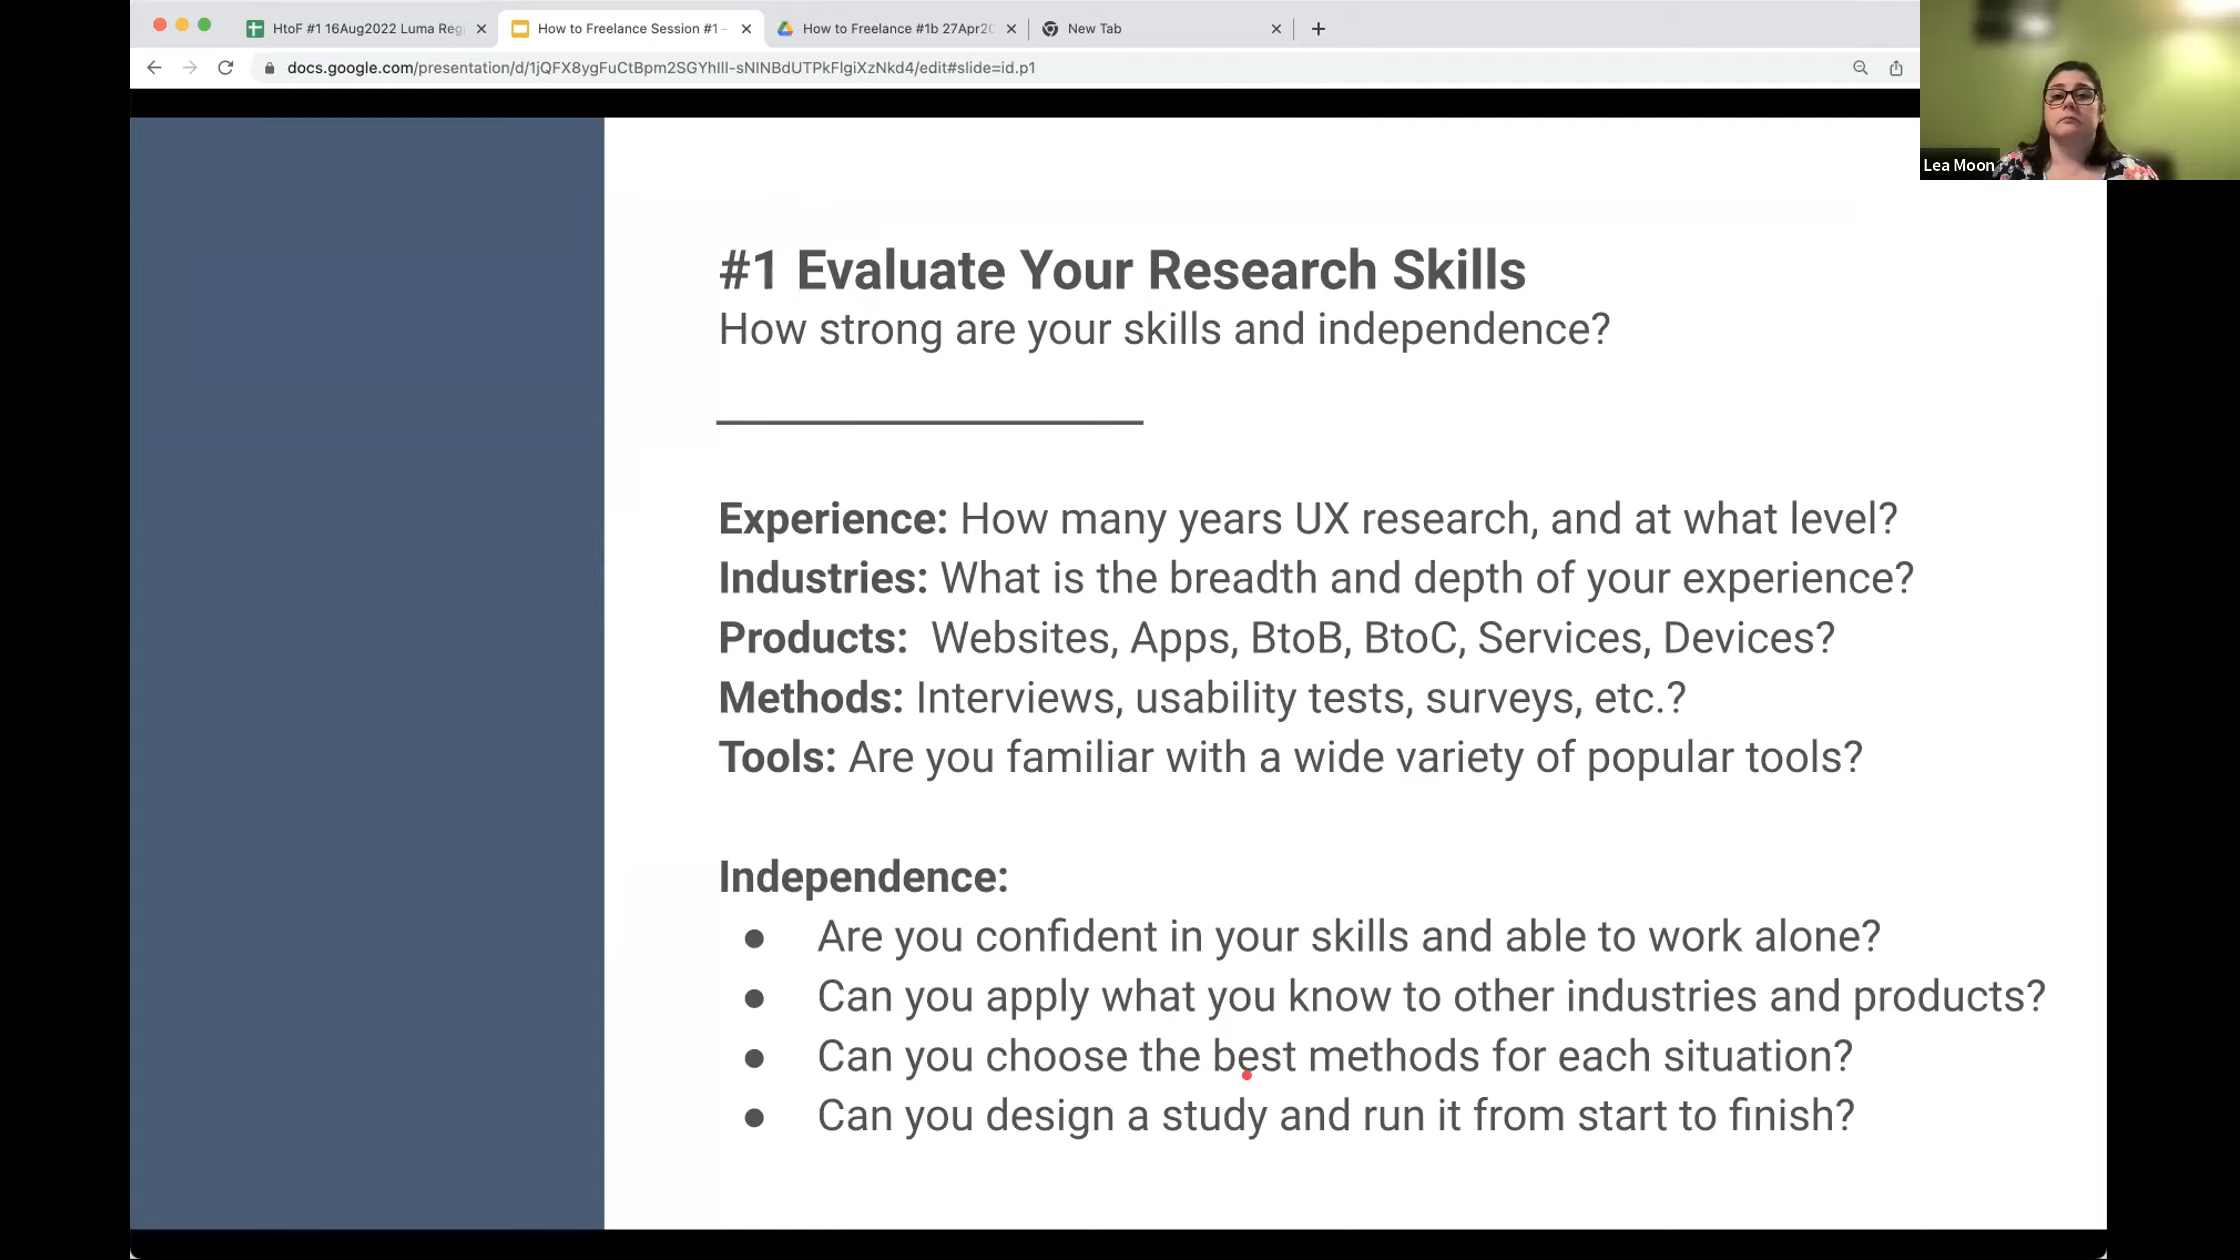 HtoF #1 16Aug2022 Luma Reg
How to Freelance Session #1 -
How to Freelance #1b 27Apr20
New Tab
docs.google.com/presentation/d/1jQFX8ygFuCtBpm2SGYhlll-sNlNBdUTPkFlgiXzNkd4/edit#slide=id.p1
Lea Moon
#1 Evaluate Your Research Skills
How strong are your skills and independence?
Experience: How many years UX research, and at what level?
Industries: What is the breadth and depth of your experience?
Products: Websites, Apps, BtoB, BtoC, Services, Devices?
Methods: Interviews, usability tests, surveys, etc.?
Tools: Are you familiar with a wide variety of popular tools?
Independence:
● Are you confident in your skills and able to work alone?
● Can you apply what you know to other industries and products?
● Can you choose the best methods for each situation?
● Can you design a study and run it from start to finish?